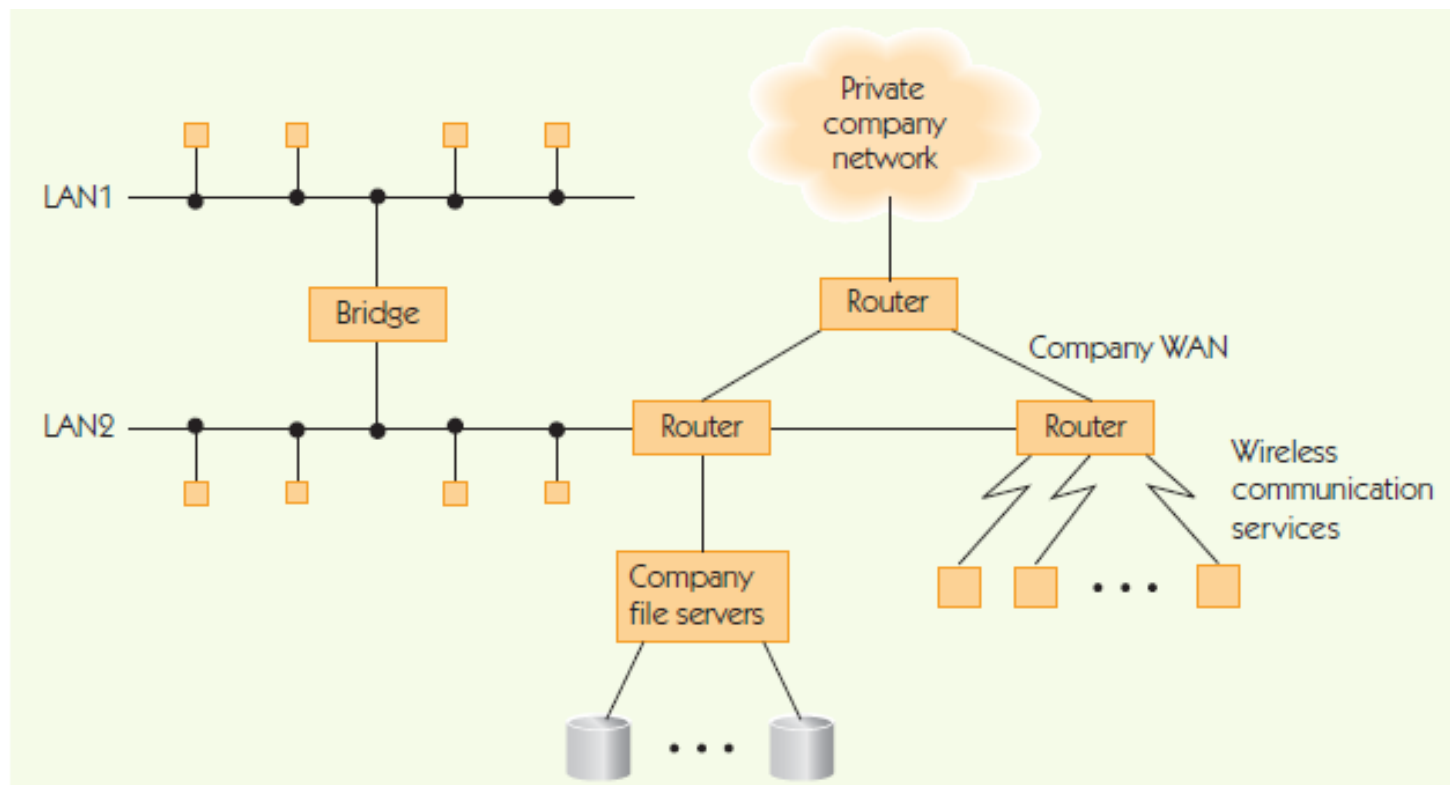 Private
company
network
LAN1
Bridge
Router
Company WAN
LAN2
Router
Router
Wireless
communication
services
Company
file servers